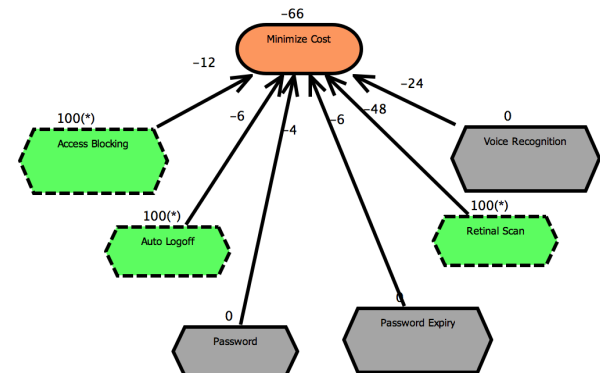 -66
Minimize Cost
-12
-24
-6
-4
-6
-48
100(*)
Access Blocking
0
Voice Recognition
100(*)
Auto Logoff
100(*)
Retinal Scan
0
Password
0
Password Expiry